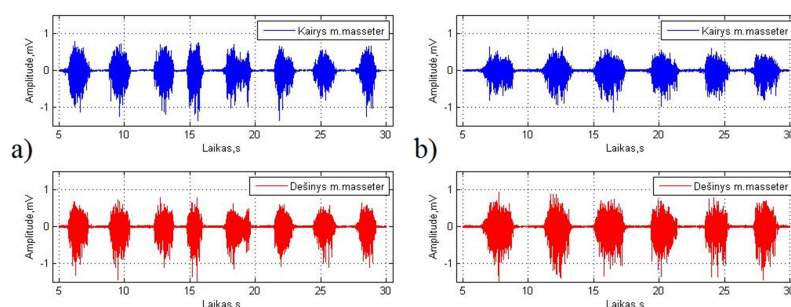 Kairys m.masseter
Amplitudė,mV
1
0
-1
5 10 15 20 25 30
Laikas,s
a)
Kairys m.masseter
Amplitudė,mV
1
0
-1
5 10 15 20 25 30
Laikas,s
b)
Dešinys m.masseter
Amplitudė,mV
1
0
-1
5 10 15 20 25 30
Laikas,s
Dešinys m.masseter
Amplitudė,mV
1
0
-1
5 10 15 20 25 30
Laikas,s